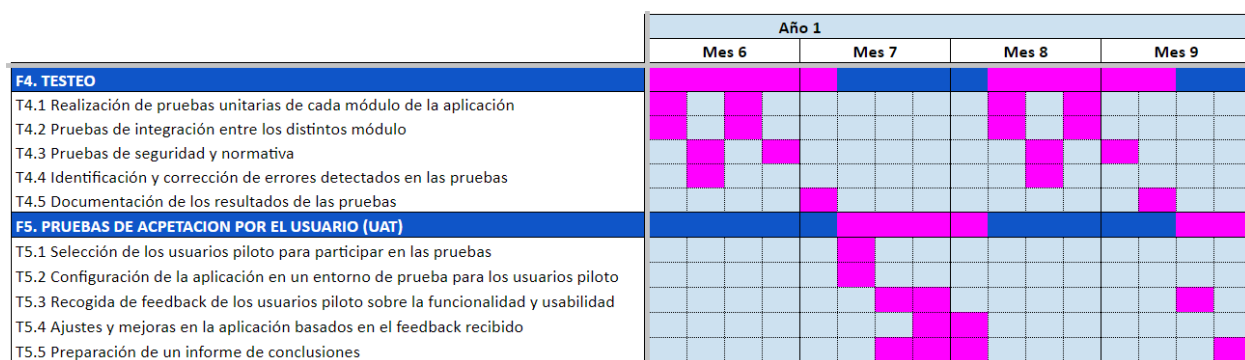 Año 1
Mes 6 Mes 7 Mes 8 Mes 9
F4. TESTEO
T4.1 Realización de pruebas unitarias de cada módulo de la aplicación
T4.2 Pruebas de integración entre los distintos módulo
T4.3 Pruebas de seguridad y normativa
T4.4 Identificación y corrección de errores detectados en las pruebas
T4.5 Documentación de los resultados de las pruebas
F5. PRUEBAS DE ACPETACION POR EL USUARIO (UAT)
T5.1 Selección de los usuarios piloto para participar en las pruebas
T5.2 Configuración de la aplicación en un entorno de prueba para los usuarios piloto
T5.3 Recogida de feedback de los usuarios piloto sobre la funcionalidad y usabilidad
T5.4 Ajustes y mejoras en la aplicación basados en el feedback recibido
T5.5 Preparación de un informe de conclusiones